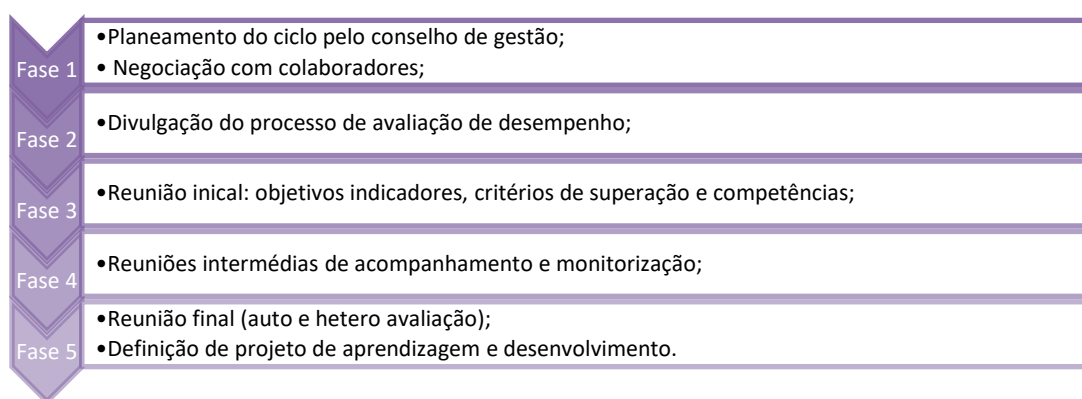 Fase 1
•Planeamento do ciclo pelo conselho de gestão;
• Negociação com colaboradores;
Fase 2
•Divulgação do processo de avaliação de desempenho;
Fase 3
•Reunião inical: objetivos indicadores, critérios de superação e competências;
Fase 4
•Reuniões intermédias de acompanhamento e monitorização;
Fase 5
•Reunião final (auto e hetero avaliação);
•Definição de projeto de aprendizagem e desenvolvimento.